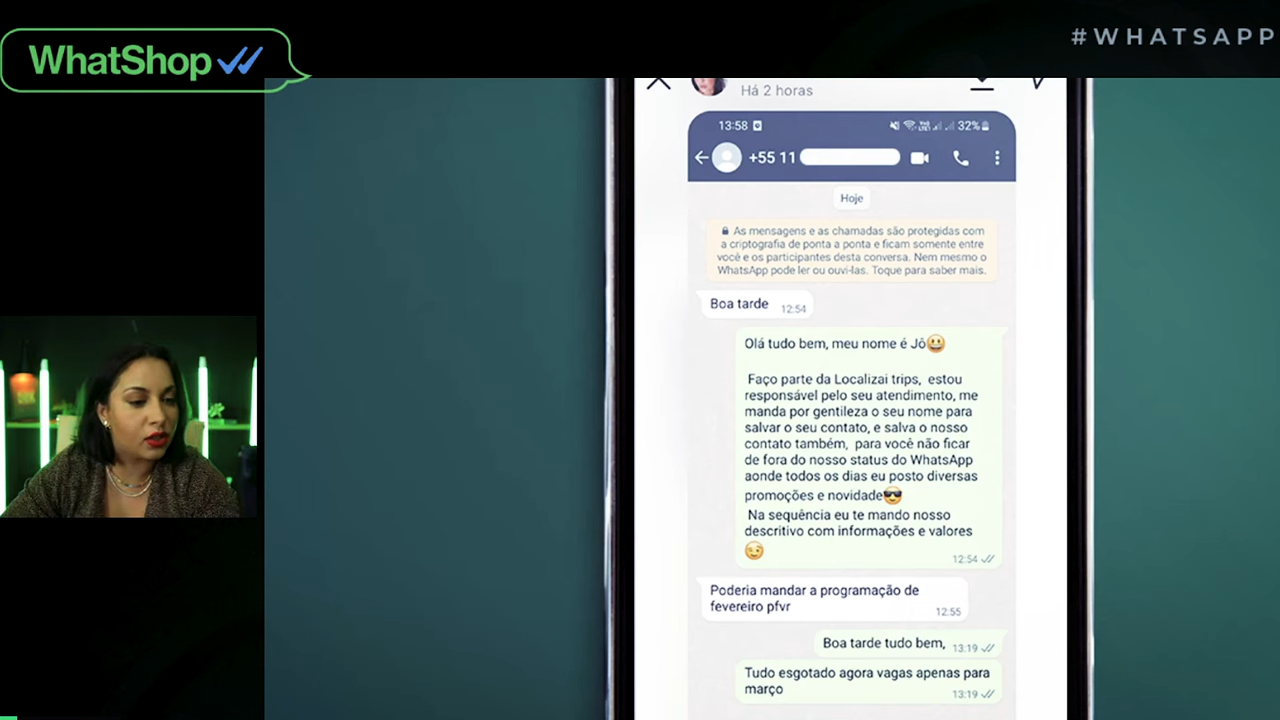 WhatShop
#WHATSAPP
Há 2 horas
13:58
32%
+55 11
Hoje
As mensagens e as chamadas são protegidas com
a criptografia de ponta a ponta e ficam somente entre
você e os participantes desta conversa. Nem mesmo o
WhatsApp pode ler ou ouvi-las. Toque para saber mais.
Boa tarde
12:54
Olá tudo bem, meu nome é Jô😃
Faço parte da Localizai trips, estou
responsável pelo seu atendimento, me
manda por gentileza o seu nome para
salvar o seu contato, e salva o nosso
contato também, para você não ficar
de fora do nosso status do WhatsApp
aonde todos os dias eu posto diversas
promoções e novidade😎
Na sequência eu te mando nosso
descritivo com informações e valores
😉
12:54
Poderia mandar a programação de
fevereiro pfvr
12:55
Boa tarde tudo bem,
13:19
Tudo esgotado agora vagas apenas para
março
13:19